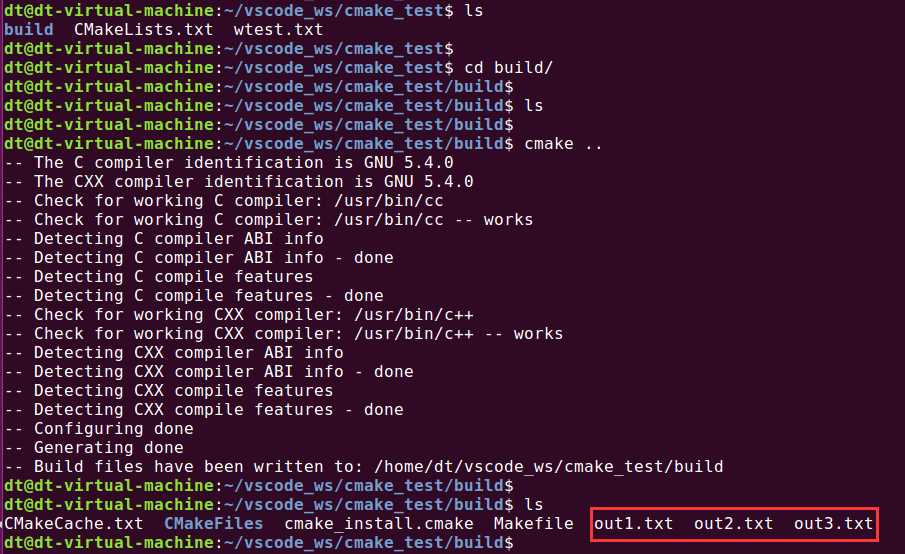 dt@dt-virtual-machine:~/vscode_ws/cmake_test$ ls
build  CMakeLists.txt  wtest.txt
dt@dt-virtual-machine:~/vscode_ws/cmake_test$
dt@dt-virtual-machine:~/vscode_ws/cmake_test$ cd build/
dt@dt-virtual-machine:~/vscode_ws/cmake_test/build$
dt@dt-virtual-machine:~/vscode_ws/cmake_test/build$ ls
dt@dt-virtual-machine:~/vscode_ws/cmake_test/build$
dt@dt-virtual-machine:~/vscode_ws/cmake_test/build$ cmake ..
-- The C compiler identification is GNU 5.4.0
-- The CXX compiler identification is GNU 5.4.0
-- Check for working C compiler: /usr/bin/cc
-- Check for working C compiler: /usr/bin/cc -- works
-- Detecting C compiler ABI info
-- Detecting C compiler ABI info - done
-- Detecting C compile features
-- Detecting C compile features - done
-- Check for working CXX compiler: /usr/bin/c++
-- Check for working CXX compiler: /usr/bin/c++ -- works
-- Detecting CXX compiler ABI info
-- Detecting CXX compiler ABI info - done
-- Detecting CXX compile features
-- Detecting CXX compile features - done
-- Configuring done
-- Generating done
-- Build files have been written to: /home/dt/vscode_ws/cmake_test/build
dt@dt-virtual-machine:~/vscode_ws/cmake_test/build$
dt@dt-virtual-machine:~/vscode_ws/cmake_test/build$ ls
CMakeCache.txt  CMakeFiles  cmake_install.cmake  Makefile  out1.txt  out2.txt  out3.txt
dt@dt-virtual-machine:~/vscode_ws/cmake_test/build$